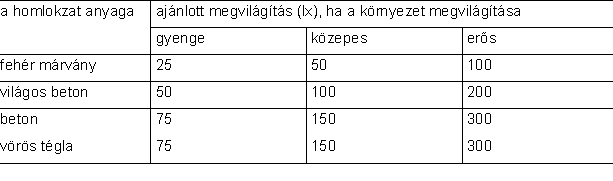 a homlokzat anyaga ajánlott megvilágítás (lx), ha a környezet megvilágítása
gyenge közepes erős
fehér márvány 25 50 100
világos beton 50 100 200
beton 75 150 300
vörös tégla 75 150 300